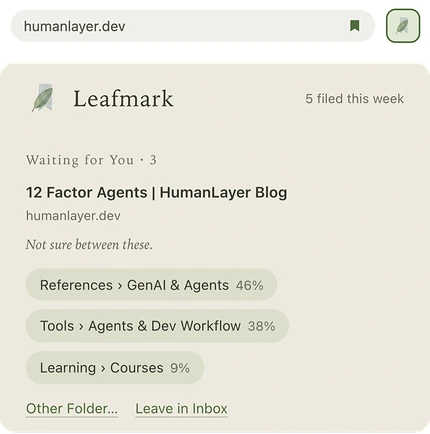 humanlayer.dev
Leafmark
5 filed this week
Waiting for You · 3
12 Factor Agents | HumanLayer Blog
humanlayer.dev
Not sure between these.
References › GenAI & Agents 46%
Tools › Agents & Dev Workflow 38%
Learning › Courses 9%
Other Folder... Leave in Inbox